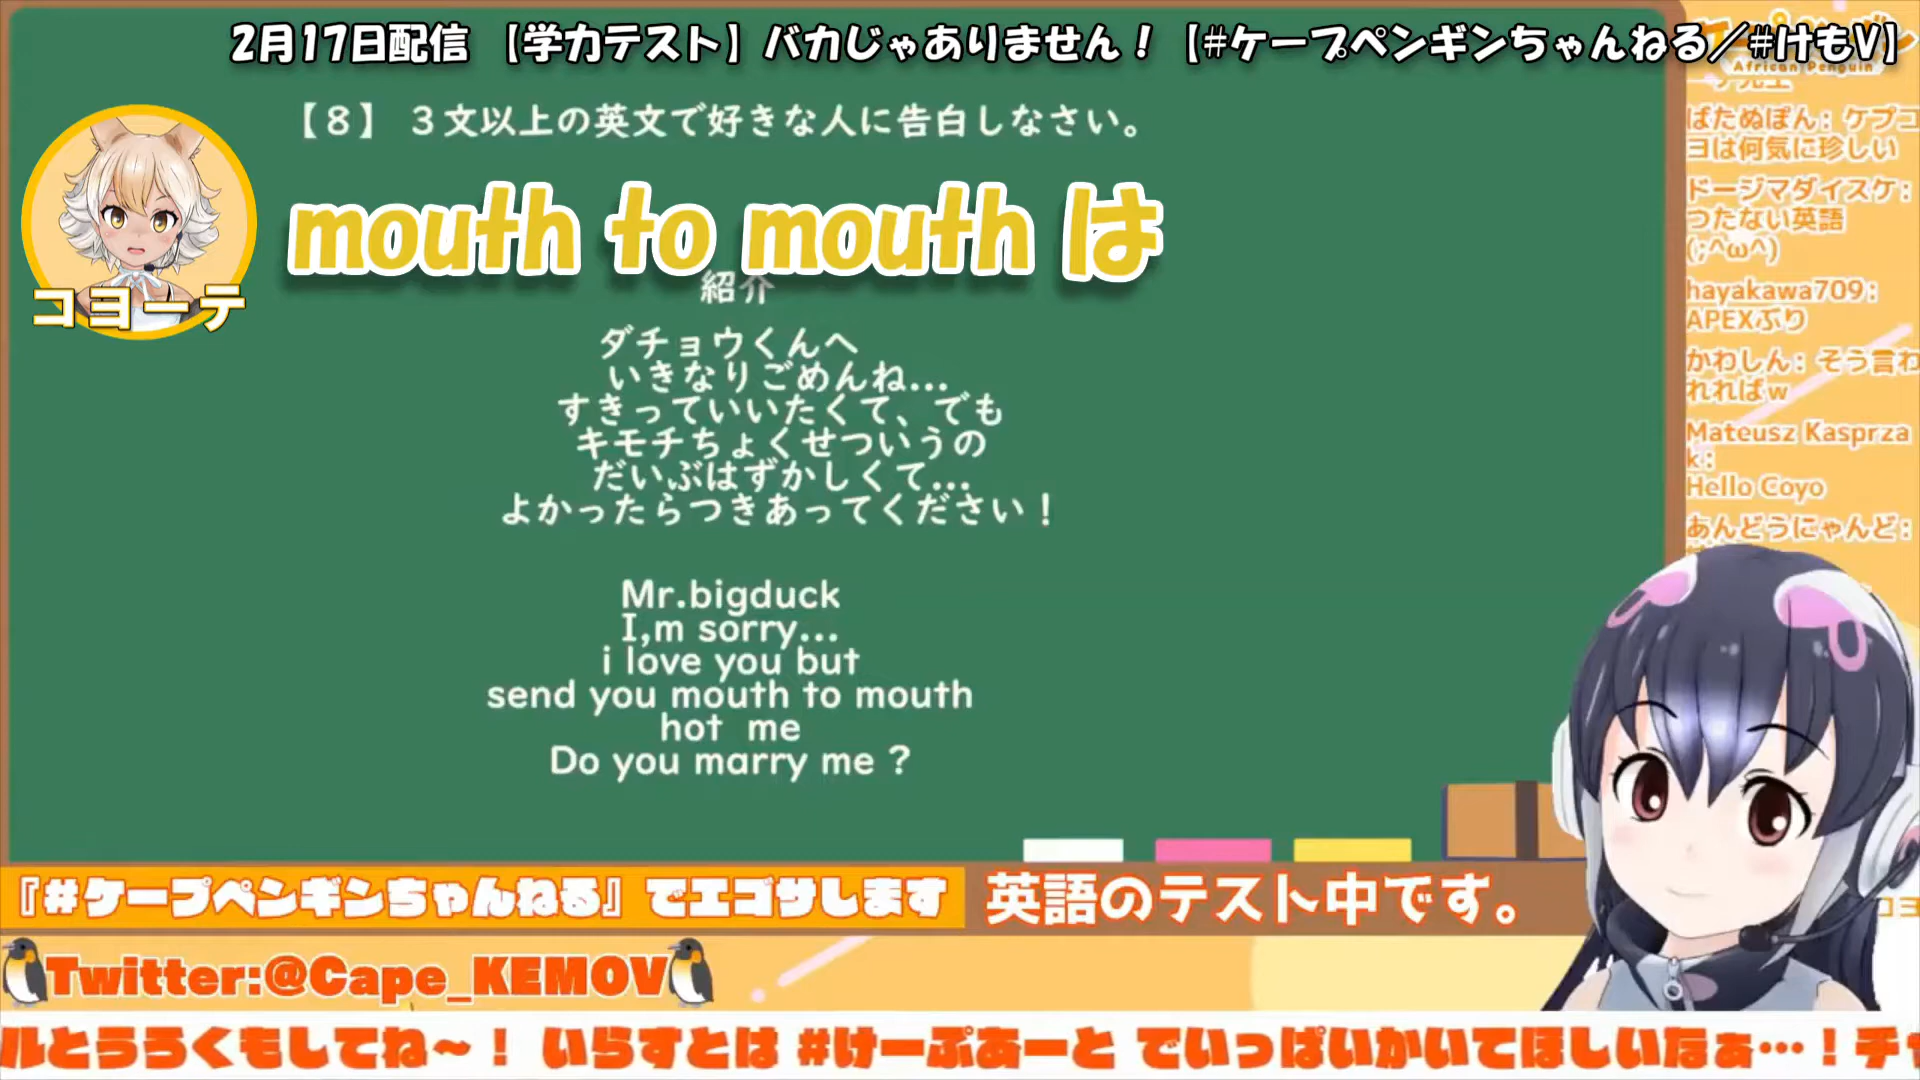 2月17日配信 【学力テスト】バカじゃありません！【#ケープペンギンちゃんねる／#けもV】
African Penguin
【8】 3文以上の英文で好きな人に告白しなさい。
mouth to mouth は
コヨーテ
紹介
ダチョウくんへ
いきなりごめんね…
すきっていいたくて、でも
キモチちょくせついうの
だいぶはずかしくて…
よかったらつきあってください！
Mr.bigduck
I,m sorry...
i love you but
send you mouth to mouth
hot me
Do you marry me ?
ぱたぬぽん: ケプコ
ヨは何気に珍しい
ドージマダイスケ:
つたない英語
(;^ω^)
hayakawa709:
APEXぶり
かわしん: そう言わ
れればｗ
Mateusz Kasprza
k:
Hello Coyo
あんどうにゃんど:
『#ケープペンギンちゃんねる』でエゴサします
英語のテスト中です。
Twitter:@Cape_KEMOV
ルとうろくもしてね～！ いらすとは #けーぷあーと でいっぱいかいてほしいなぁ…！チャ